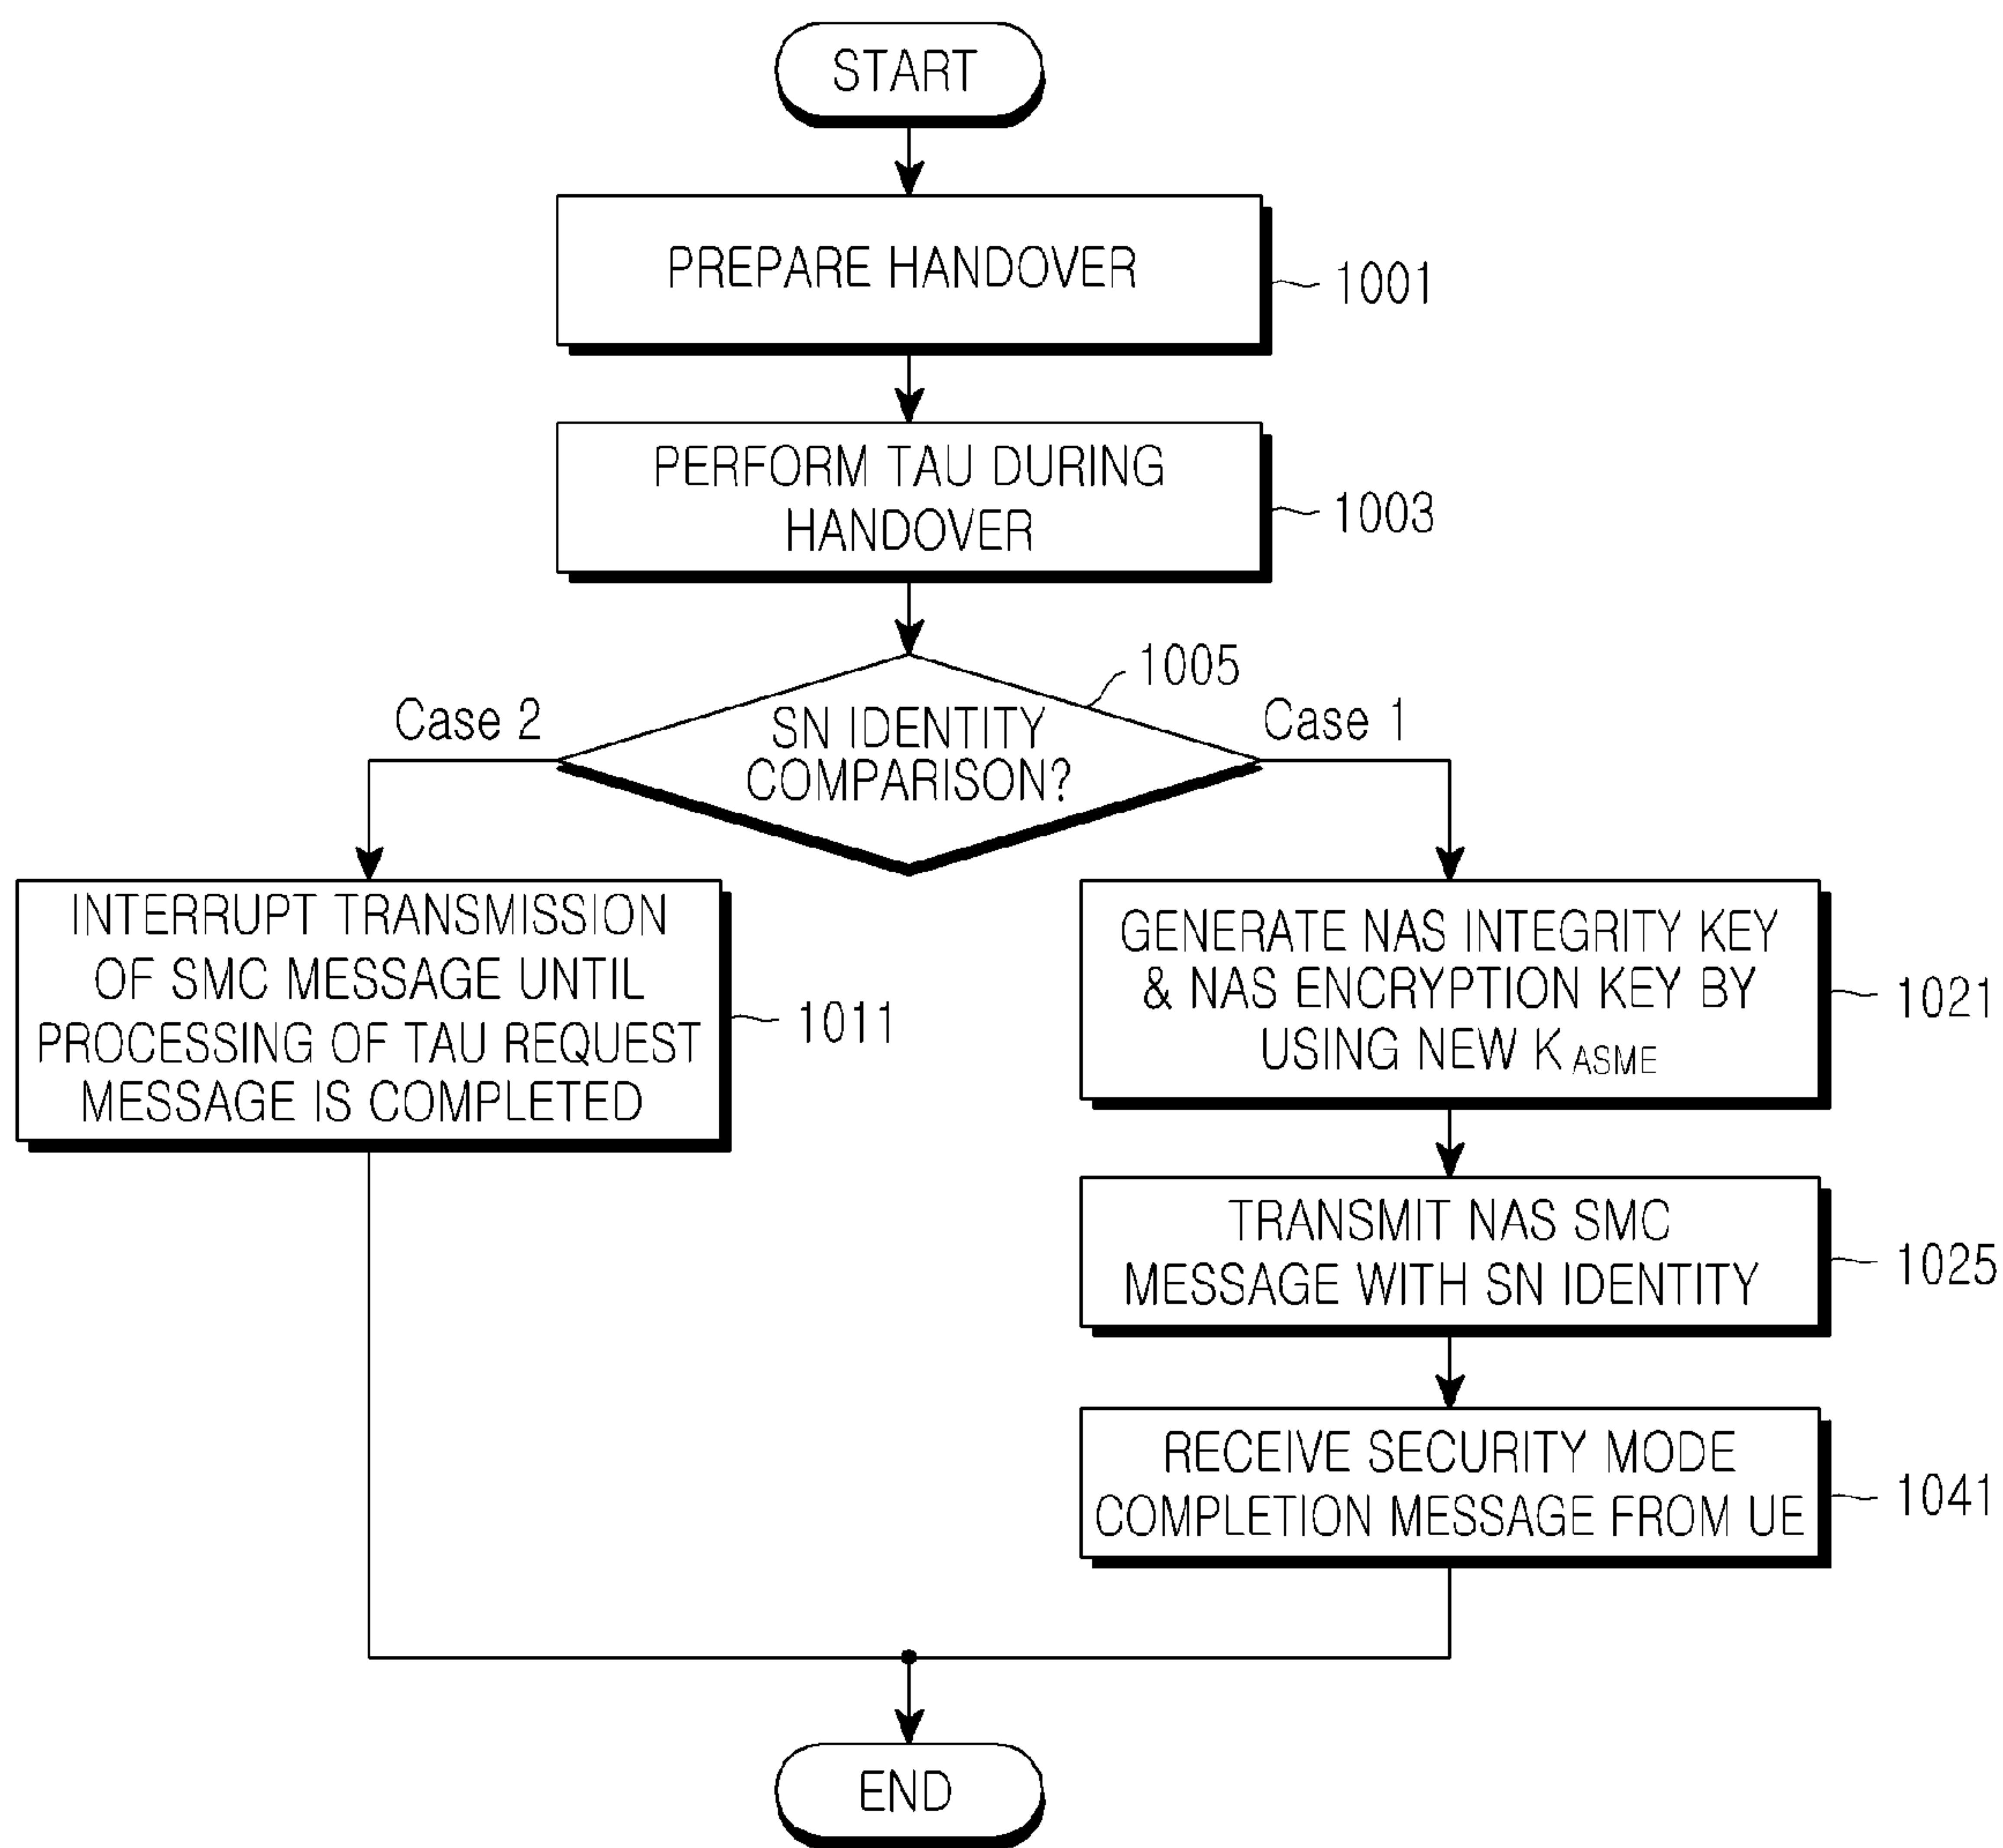 START
PREPARE HANDOVER
1001
PERFORM TAU DURING
HANDOVER
1003
1005
SN IDENTITY
COMPARISON?
Case 2
Case 1
INTERRUPT TRANSMISSION
OF SMC MESSAGE UNTIL
PROCESSING OF TAU REQUEST
MESSAGE IS COMPLETED
1011
GENERATE NAS INTEGRITY KEY
& NAS ENCRYPTION KEY BY
USING NEW K ASME
1021
TRANSMIT NAS SMC
MESSAGE WITH SN IDENTITY
1025
RECEIVE SECURITY MODE
COMPLETION MESSAGE FROM UE
1041
END